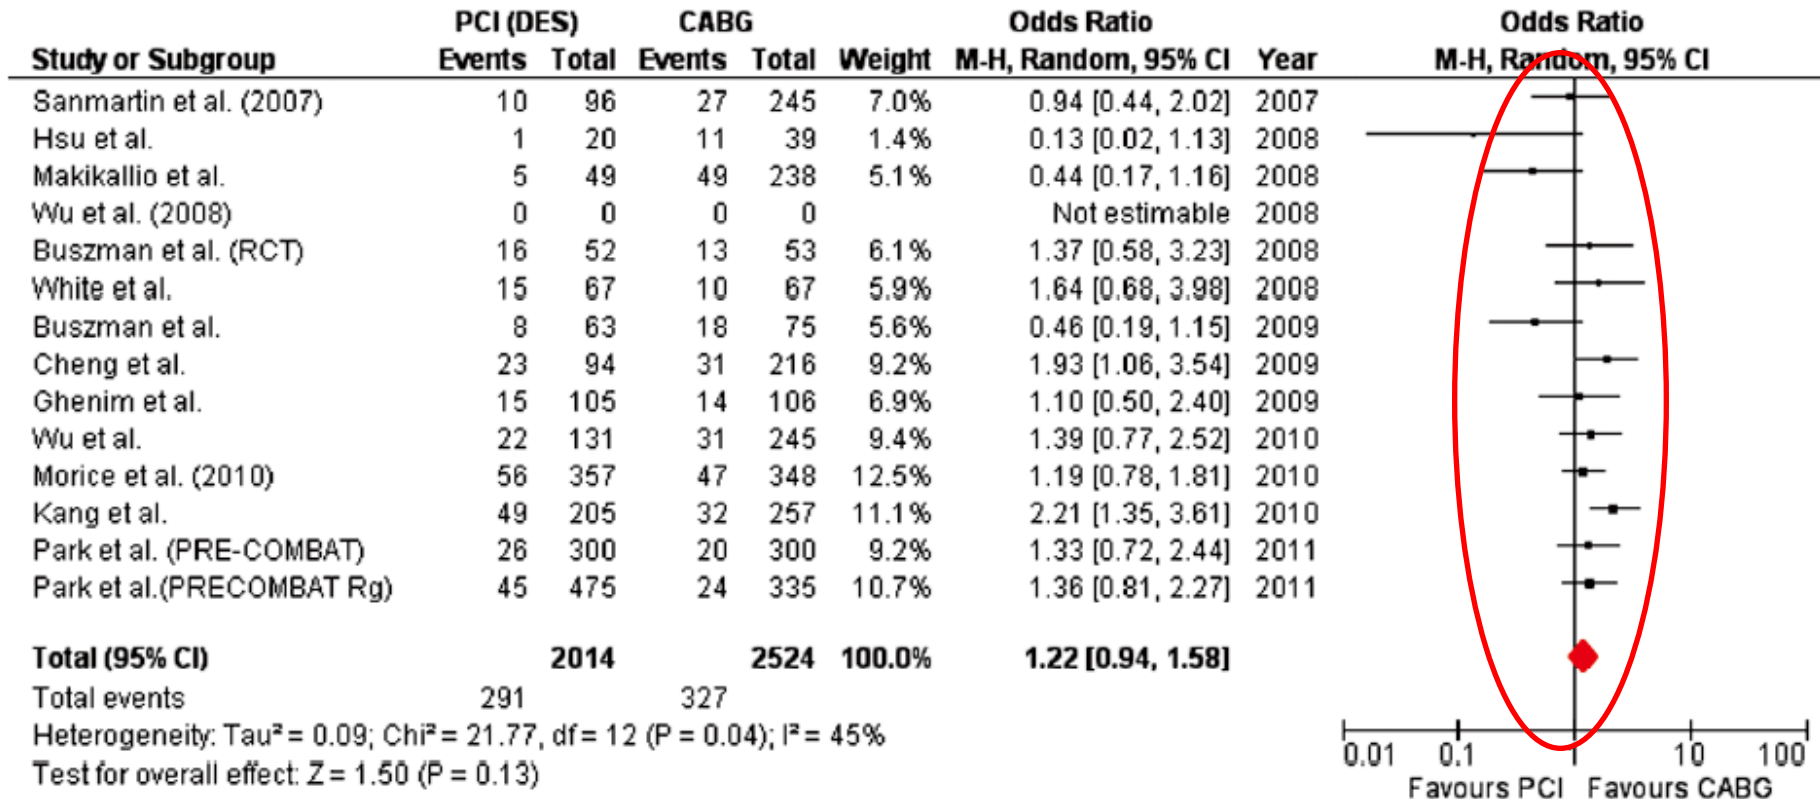 PCI (DES) CABG Odds Ratio Odds Ratio
Study or Subgroup Events Total Events Total Weight M-H, Random, 95% CI Year M-H, Random, 95% CI
Sanmartin et al. (2007) 10 96 27 245 7.0% 0.94 [0.44, 2.02] 2007
Hsu et al. 1 20 11 39 1.4% 0.13 [0.02, 1.13] 2008
Makikallio et al. 5 49 49 238 5.1% 0.44 [0.17, 1.16] 2008
Wu et al. (2008) 0 0 0 0 Not estimable 2008
Buszman et al. (RCT) 16 52 13 53 6.1% 1.37 [0.58, 3.23] 2008
White et al. 15 67 10 67 5.9% 1.64 [0.68, 3.98] 2008
Buszman et al. 8 63 18 75 5.6% 0.46 [0.19, 1.15] 2009
Cheng et al. 23 94 31 216 9.2% 1.93 [1.06, 3.54] 2009
Ghenim et al. 15 105 14 106 6.9% 1.10 [0.50, 2.40] 2009
Wu et al. 22 131 31 245 9.4% 1.39 [0.77, 2.52] 2010
Morice et al. (2010) 56 357 47 348 12.5% 1.19 [0.78, 1.81] 2010
Kang et al. 49 205 32 257 11.1% 2.21 [1.35, 3.61] 2010
Park et al. (PRE-COMBAT) 26 300 20 300 9.2% 1.33 [0.72, 2.44] 2011
Park et al.(PRECOMBAT Rg) 45 475 24 335 10.7% 1.36 [0.81, 2.27] 2011
Total (95% CI) 2014 2524 100.0% 1.22 [0.94, 1.58]
Total events 291 327
Heterogeneity: Tau² = 0.09; Chi² = 21.77, df = 12 (P = 0.04); I² = 45%
Test for overall effect: Z = 1.50 (P = 0.13)
0.01 0.1 1 10 100
Favours PCI Favours CABG